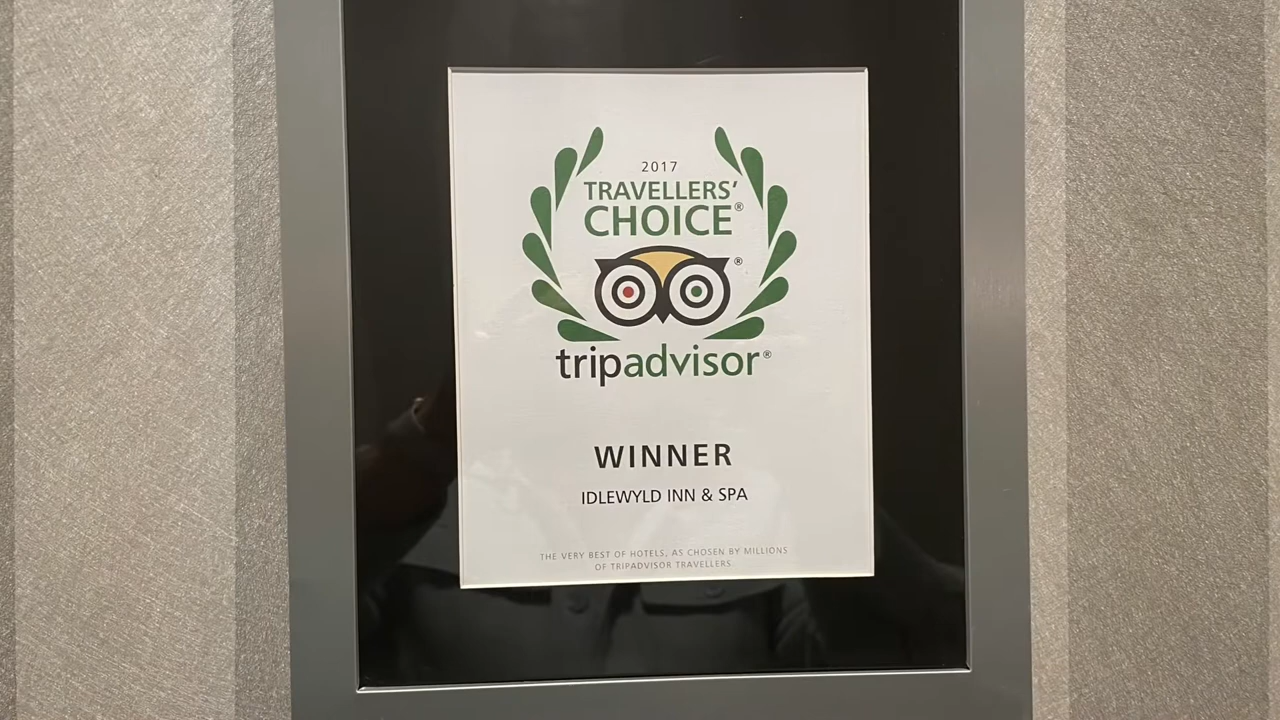 2017
TRAVELLERS’
CHOICE®
®
tripadvisor®
WINNER
IDLEWYLD INN & SPA
THE VERY BEST OF HOTELS, AS CHOSEN BY MILLIONS
OF TRIPADVISOR TRAVELLERS